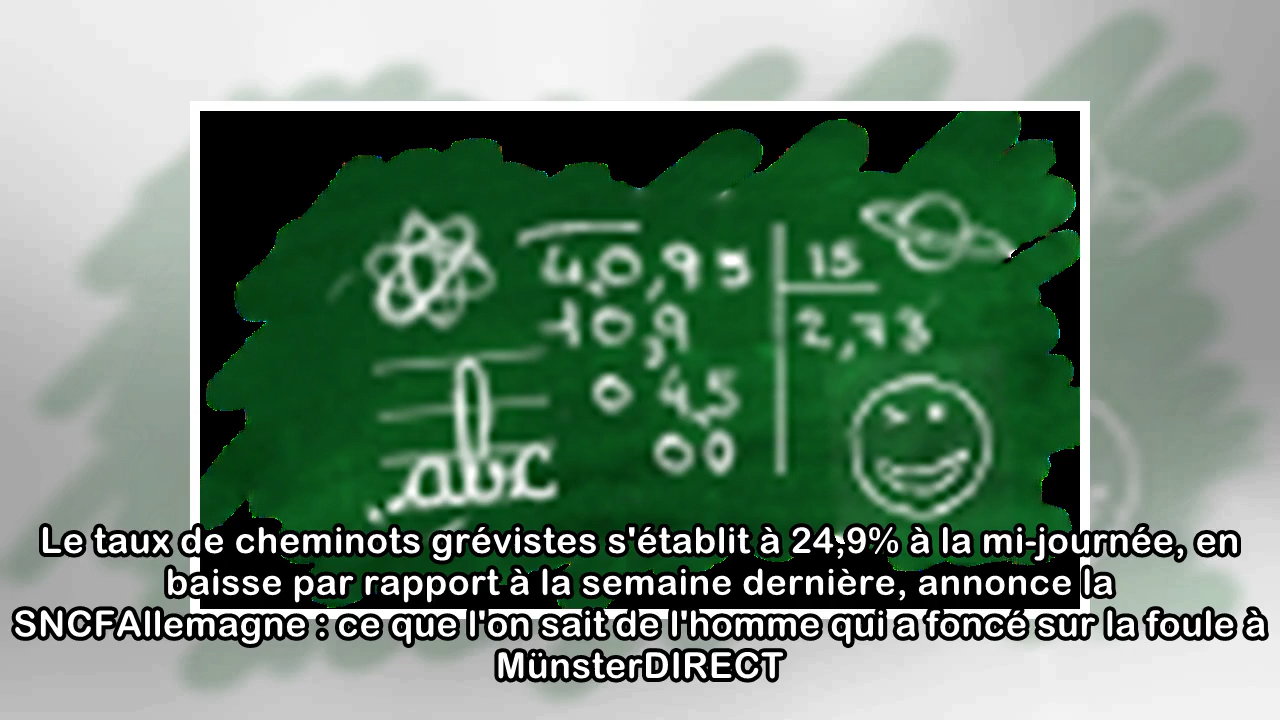 40,95 15
10,9 2,73
0 4,5
abc 00
Le taux de cheminots grévistes s'établit à 24,9% à la mi-journée, en
baisse par rapport à la semaine dernière, annonce la
SNCFAllemagne : ce que l'on sait de l'homme qui a foncé sur la foule à
MünsterDIRECT